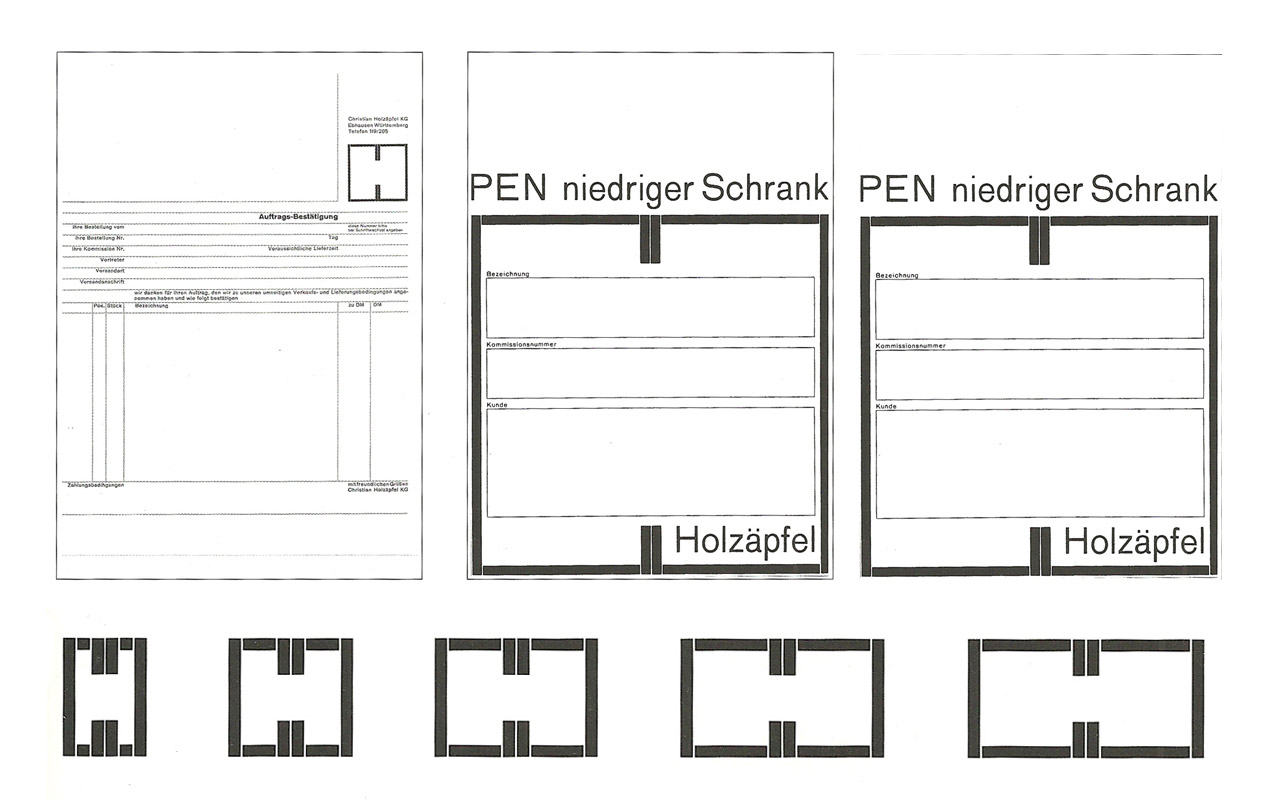 Christian Holzäpfel KG
Ebhausen Württemberg
Telefon 119/205
Auftrags-Bestätigung
Ihre Bestellung vom
diese Nummer bitte
bei Schriftwechsel angeben
Ihre Bestellung Nr.
Tag
Ihre Kommission Nr.
Voraussichtliche Lieferzeit
Vertreter
Versandart
Versandanschrift
wir danken für Ihren Auftrag, den wir zu unseren umseitigen Verkaufs- und Lieferungsbedingungen ange-
nommen haben und wie folgt bestätigen
Pos. Stück Bezeichnung zu DM DM
Zahlungsbedingungen
mit freundlichen Grüßen
Christian Holzäpfel KG
PEN niedriger Schrank
Bezeichnung
Kommissionsnummer
Kunde
Holzäpfel
PEN niedriger Schrank
Bezeichnung
Kommissionsnummer
Kunde
Holzäpfel